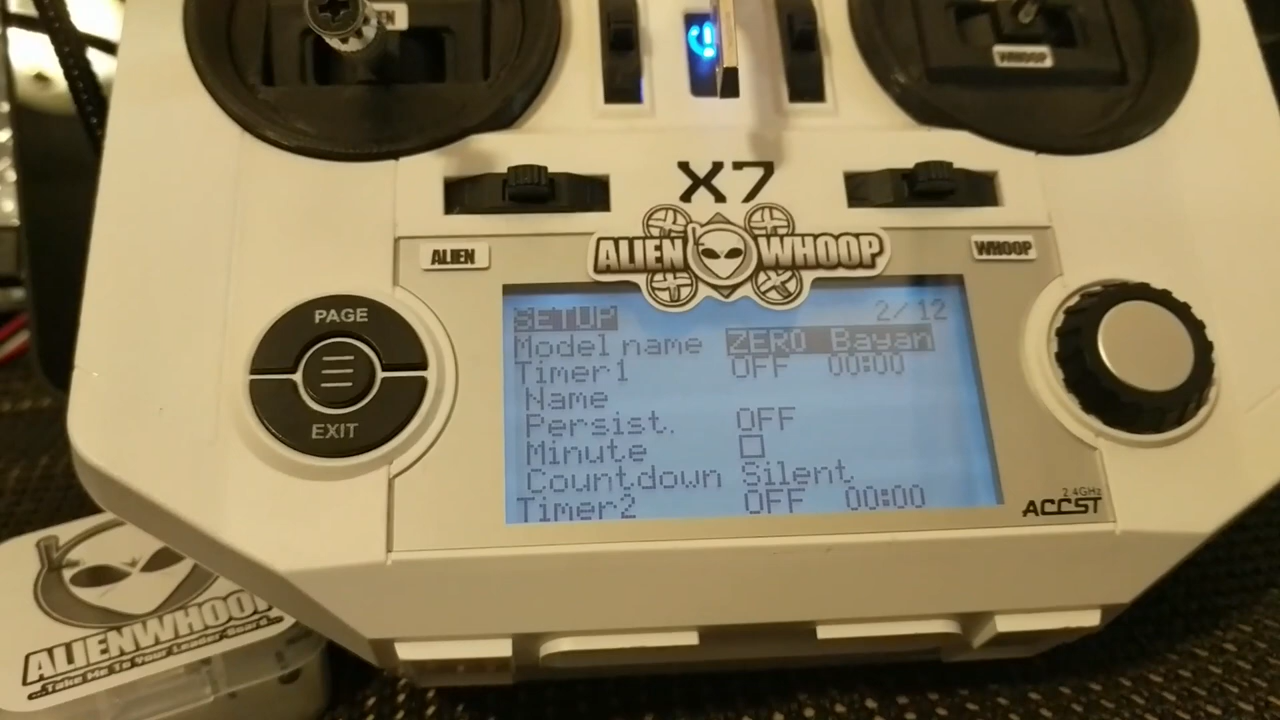 WHOOP
X7
ALIEN WHOOP
ALIEN
WHOOP
PAGE
EXIT
SETUP 2/12
Model name ZERO Bayan
Timer1 OFF 00:00
Name
Persist. OFF
Minute
Countdown Silent
Timer2 OFF 00:00
2.4GHz
ACCST
ALIENWHOOP
...Take Me To Your Leader Board...